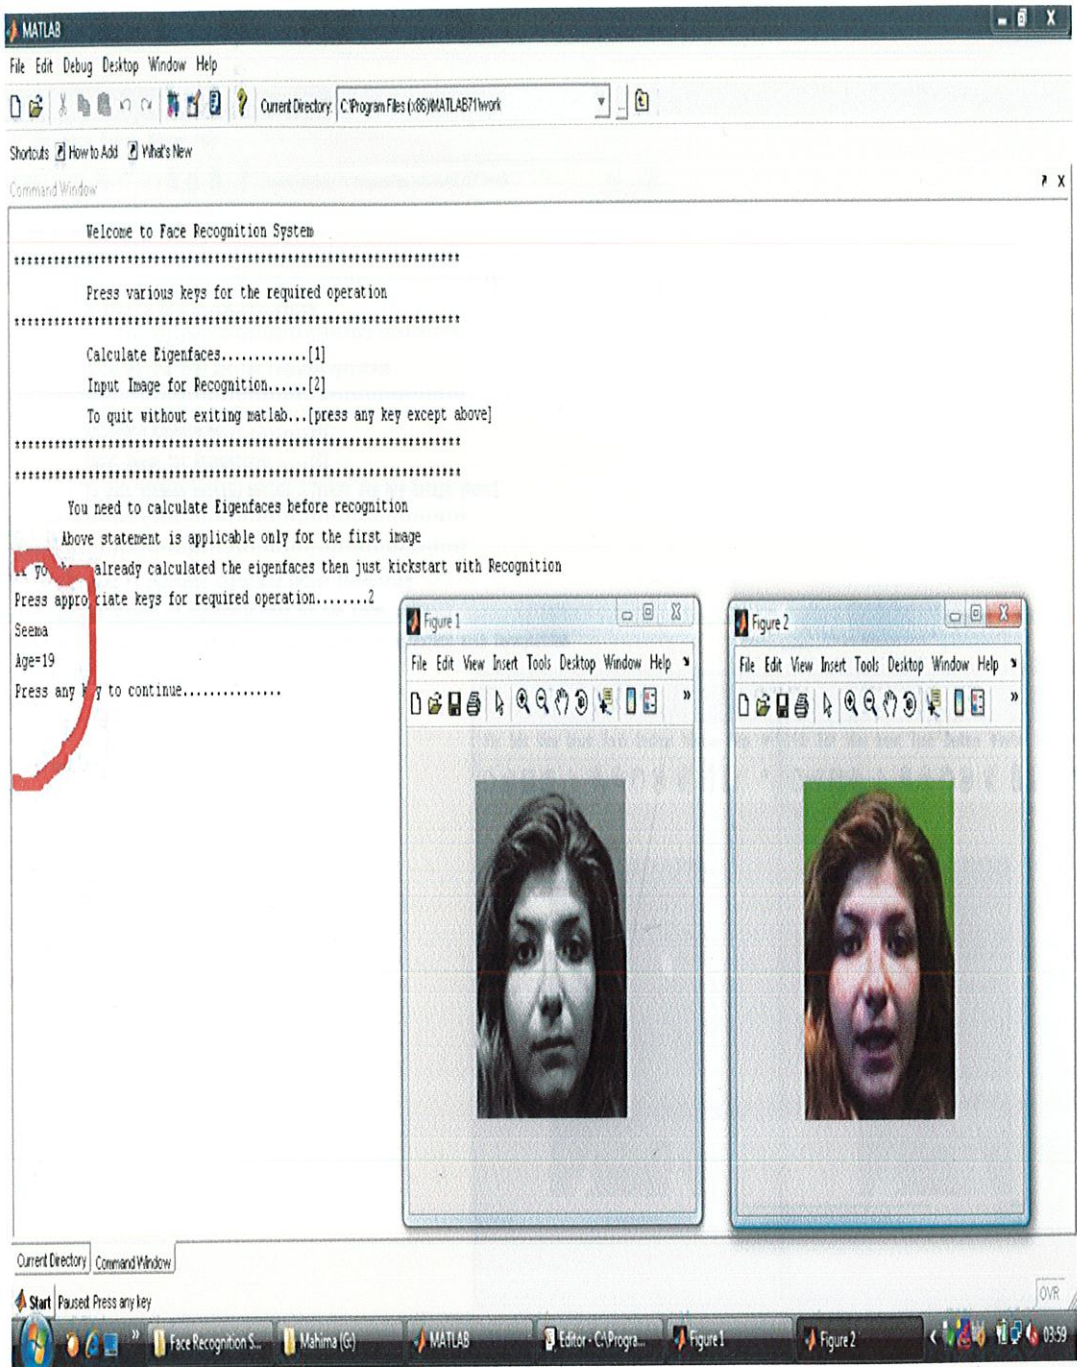 MATLAB
File Edit Debug Desktop Window Help
Current Directory: C:\Program Files (x86)\MATLAB71\work
Shortcuts How to Add What's New
Command Window
Welcome to Face Recognition System
Press various keys for the required operation
Calculate Eigenfaces.............[1]
Input Image for Recognition......[2]
To quit without exiting matlab...[press any key except above]
You need to calculate Eigenfaces before recognition
Above statement is applicable only for the first image
you already calculated the eigenfaces then just kickstart with Recognition
Press appropriate keys for required operation........2
Seema
Age=19
Press any to continue...............
Figure 1
File Edit View Insert Tools Desktop Window Help
Figure 2
File Edit View Insert Tools Desktop Window Help
Current Directory Command Window
Start Paused: Press any key
OVR
Face Recognition S... Mahima (G:) MATLAB Editor - C:\Progra... Figure 1 Figure 2 03:59